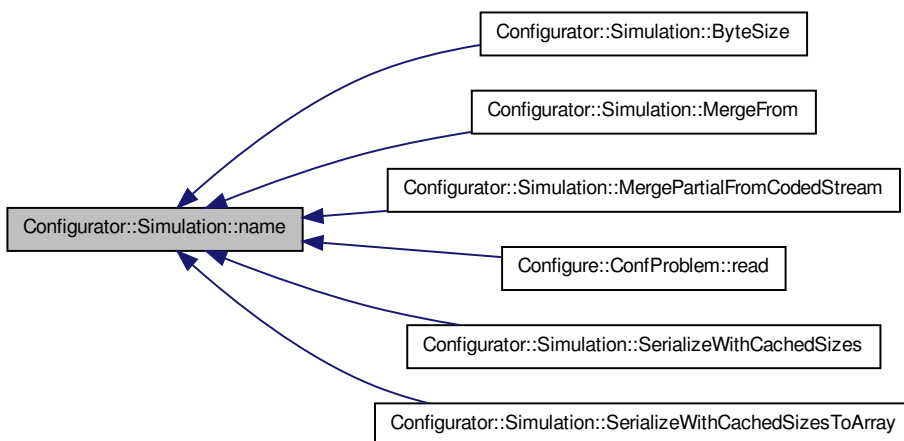 Configurator::Simulation::ByteSize
Configurator::Simulation::MergeFrom
Configurator::Simulation::MergePartialFromCodedStream
Configurator::Simulation::name
Configure::ConfProblem::read
Configurator::Simulation::SerializeWithCachedSizes
Configurator::Simulation::SerializeWithCachedSizesToArray